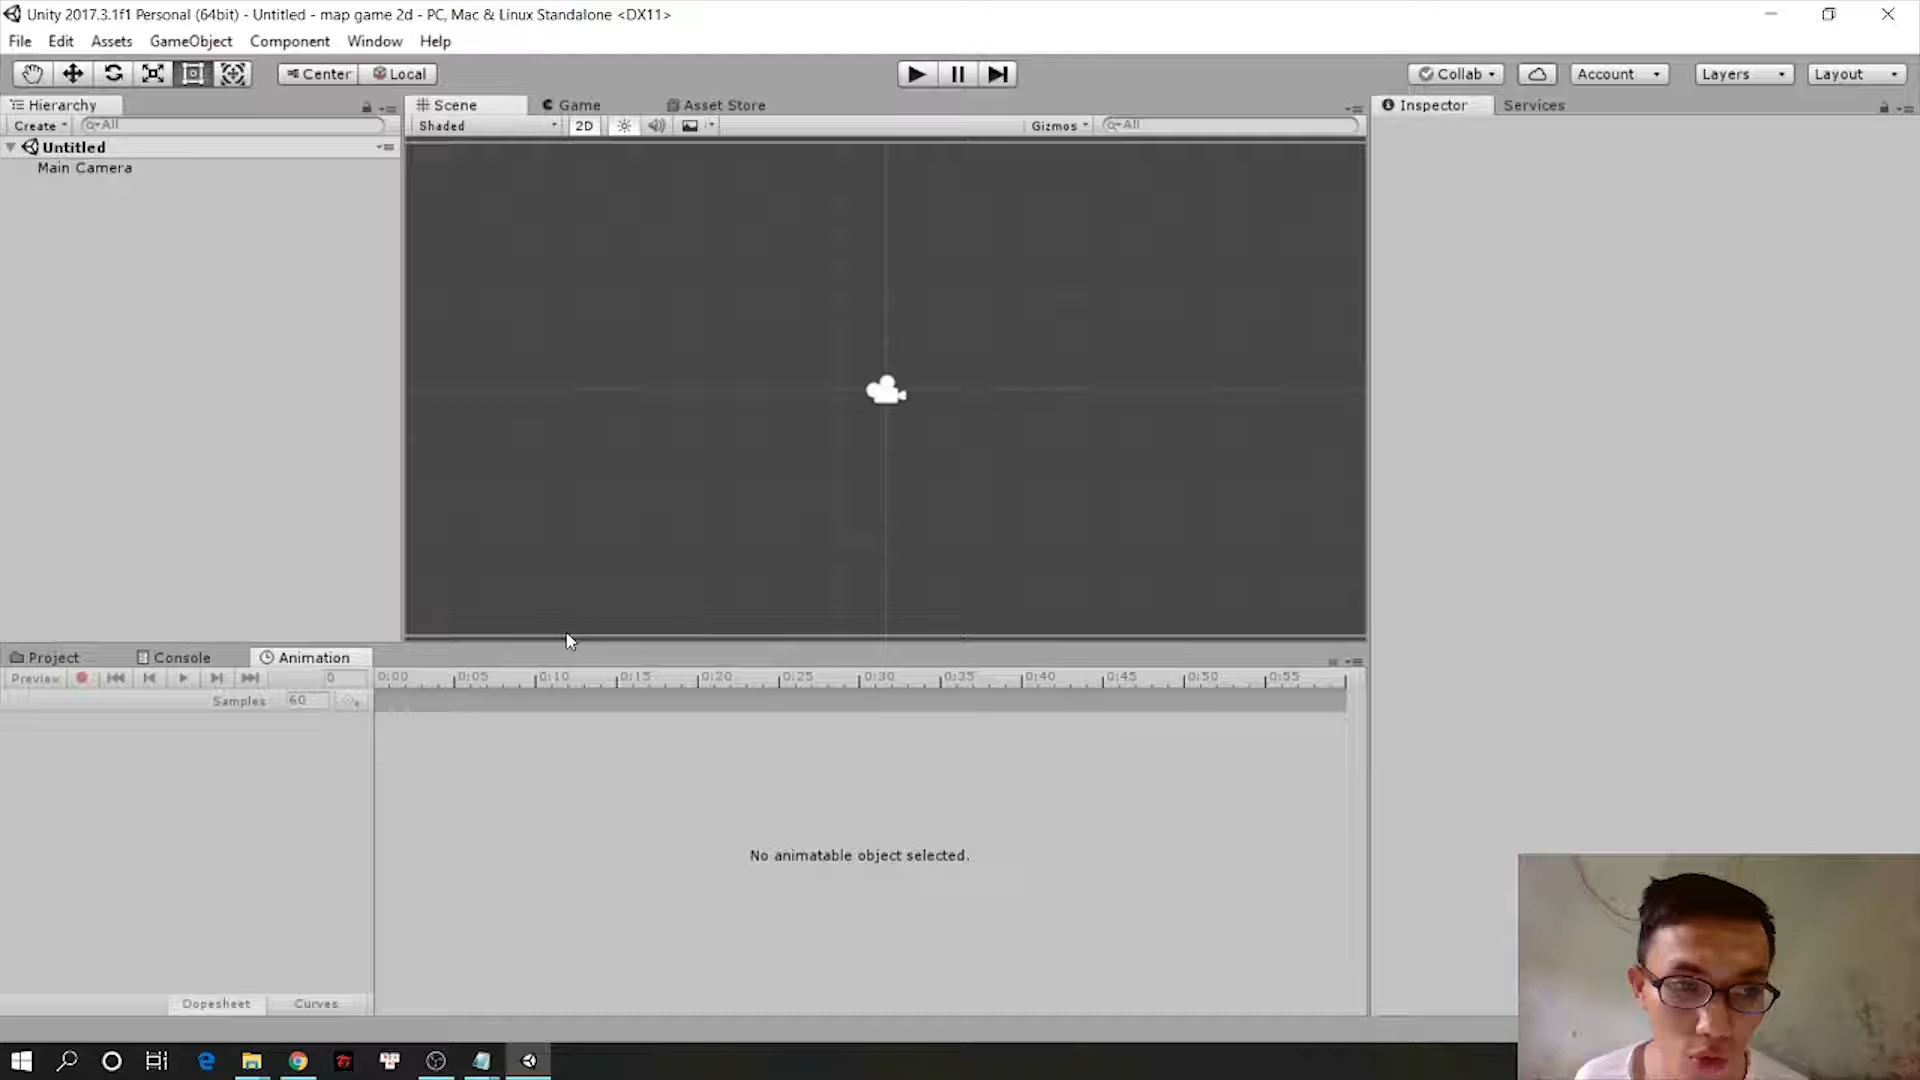 Unity 2017.3.1f1 Personal (64bit) - Untitled - map game 2d - PC, Mac & Linux Standalone <DX11>
File Edit Assets GameObject Component Window Help
Center Local Collab Account Layers Layout
Hierarchy Scene Game Asset Store Inspector Services
Create All Shaded 2D Gizmos All
Untitled
Main Camera
Project Console Animation
Preview 0 0:00 0:05 0:10 0:15 0:20 0:25 0:30 0:35 0:40 0:45 0:50 0:55
Samples 60
No animatable object selected.
Dopesheet Curves